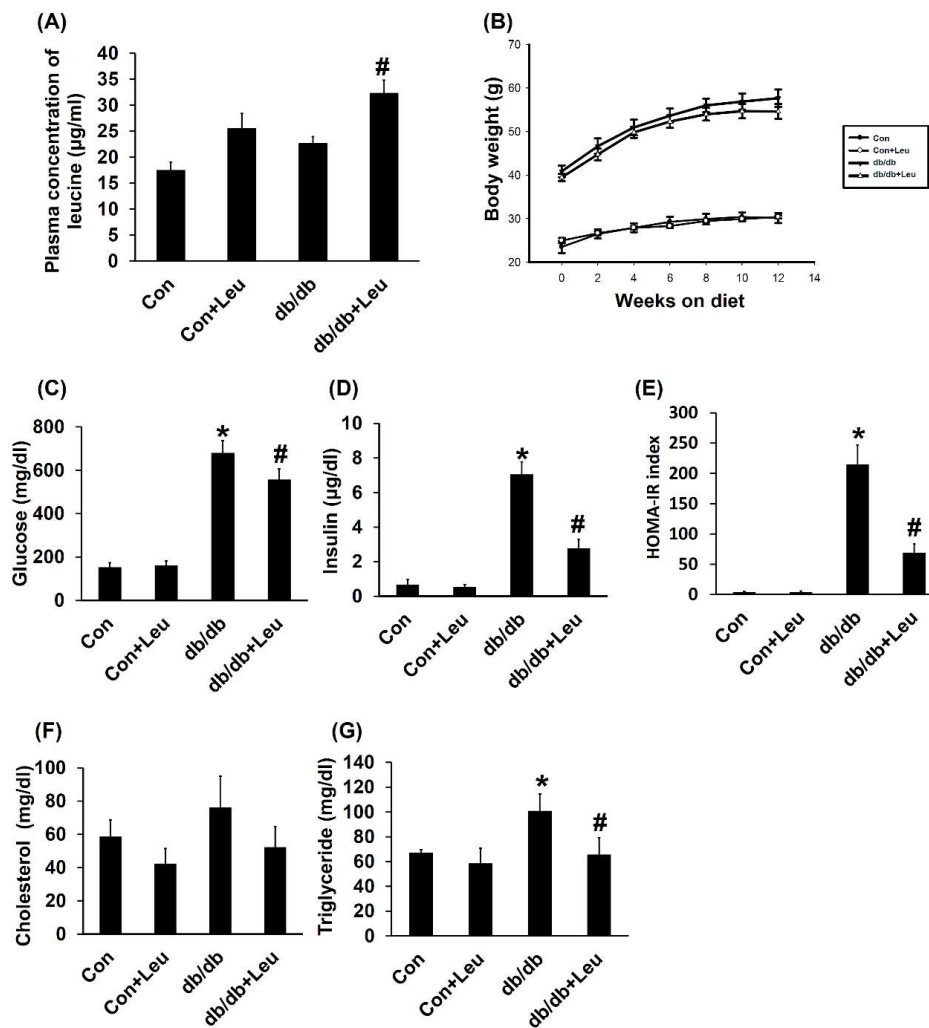 (A)
Plasma concentration of
leucine (µg/ml)
40
35
30
25
20
15
10
5
0
#
Con
Con+Leu
db/db
db/db+Leu
(B)
Body weight (g)
70
60
50
40
30
20
0
2
4
6
8
10
12
14
Weeks on diet
Con
Con+Leu
db/db
db/db+Leu
(C)
Glucose (mg/dl)
800
600
400
200
0
*
#
Con
Con+Leu
db/db
db/db+Leu
(D)
Insulin (µg/dl)
10
8
6
4
2
0
*
#
Con
Con+Leu
db/db
db/db+Leu
(E)
HOMA-IR index
300
250
200
150
100
50
0
*
#
Con
Con+Leu
db/db
db/db+Leu
(F)
Cholesterol (mg/dl)
100
80
60
40
20
0
Con
Con+Leu
db/db
db/db+Leu
(G)
Triglyceride (mg/dl)
140
120
100
80
60
40
20
0
*
#
Con
Con+Leu
db/db
db/db+Leu